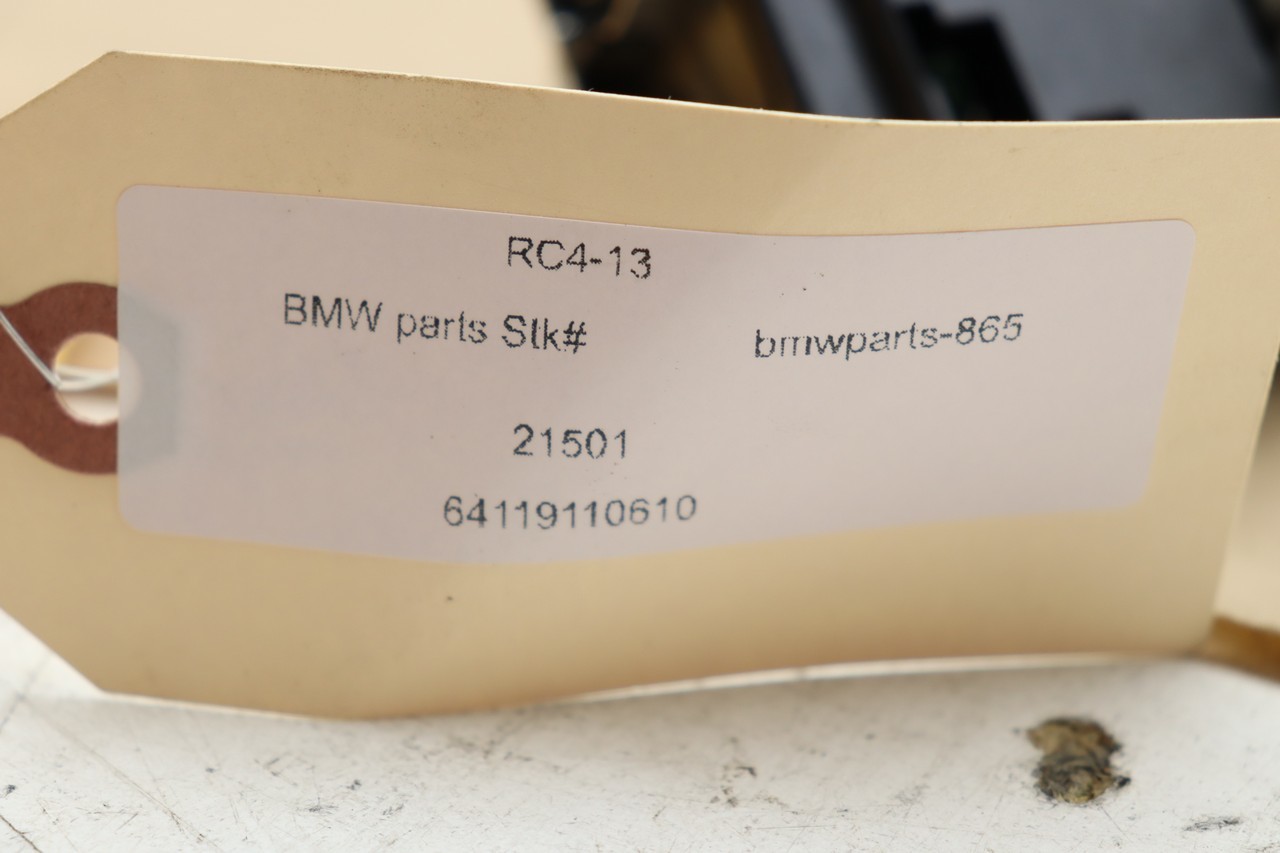 RC4-13
BMW parts Stk# bmwparts-865
21501
64119110610